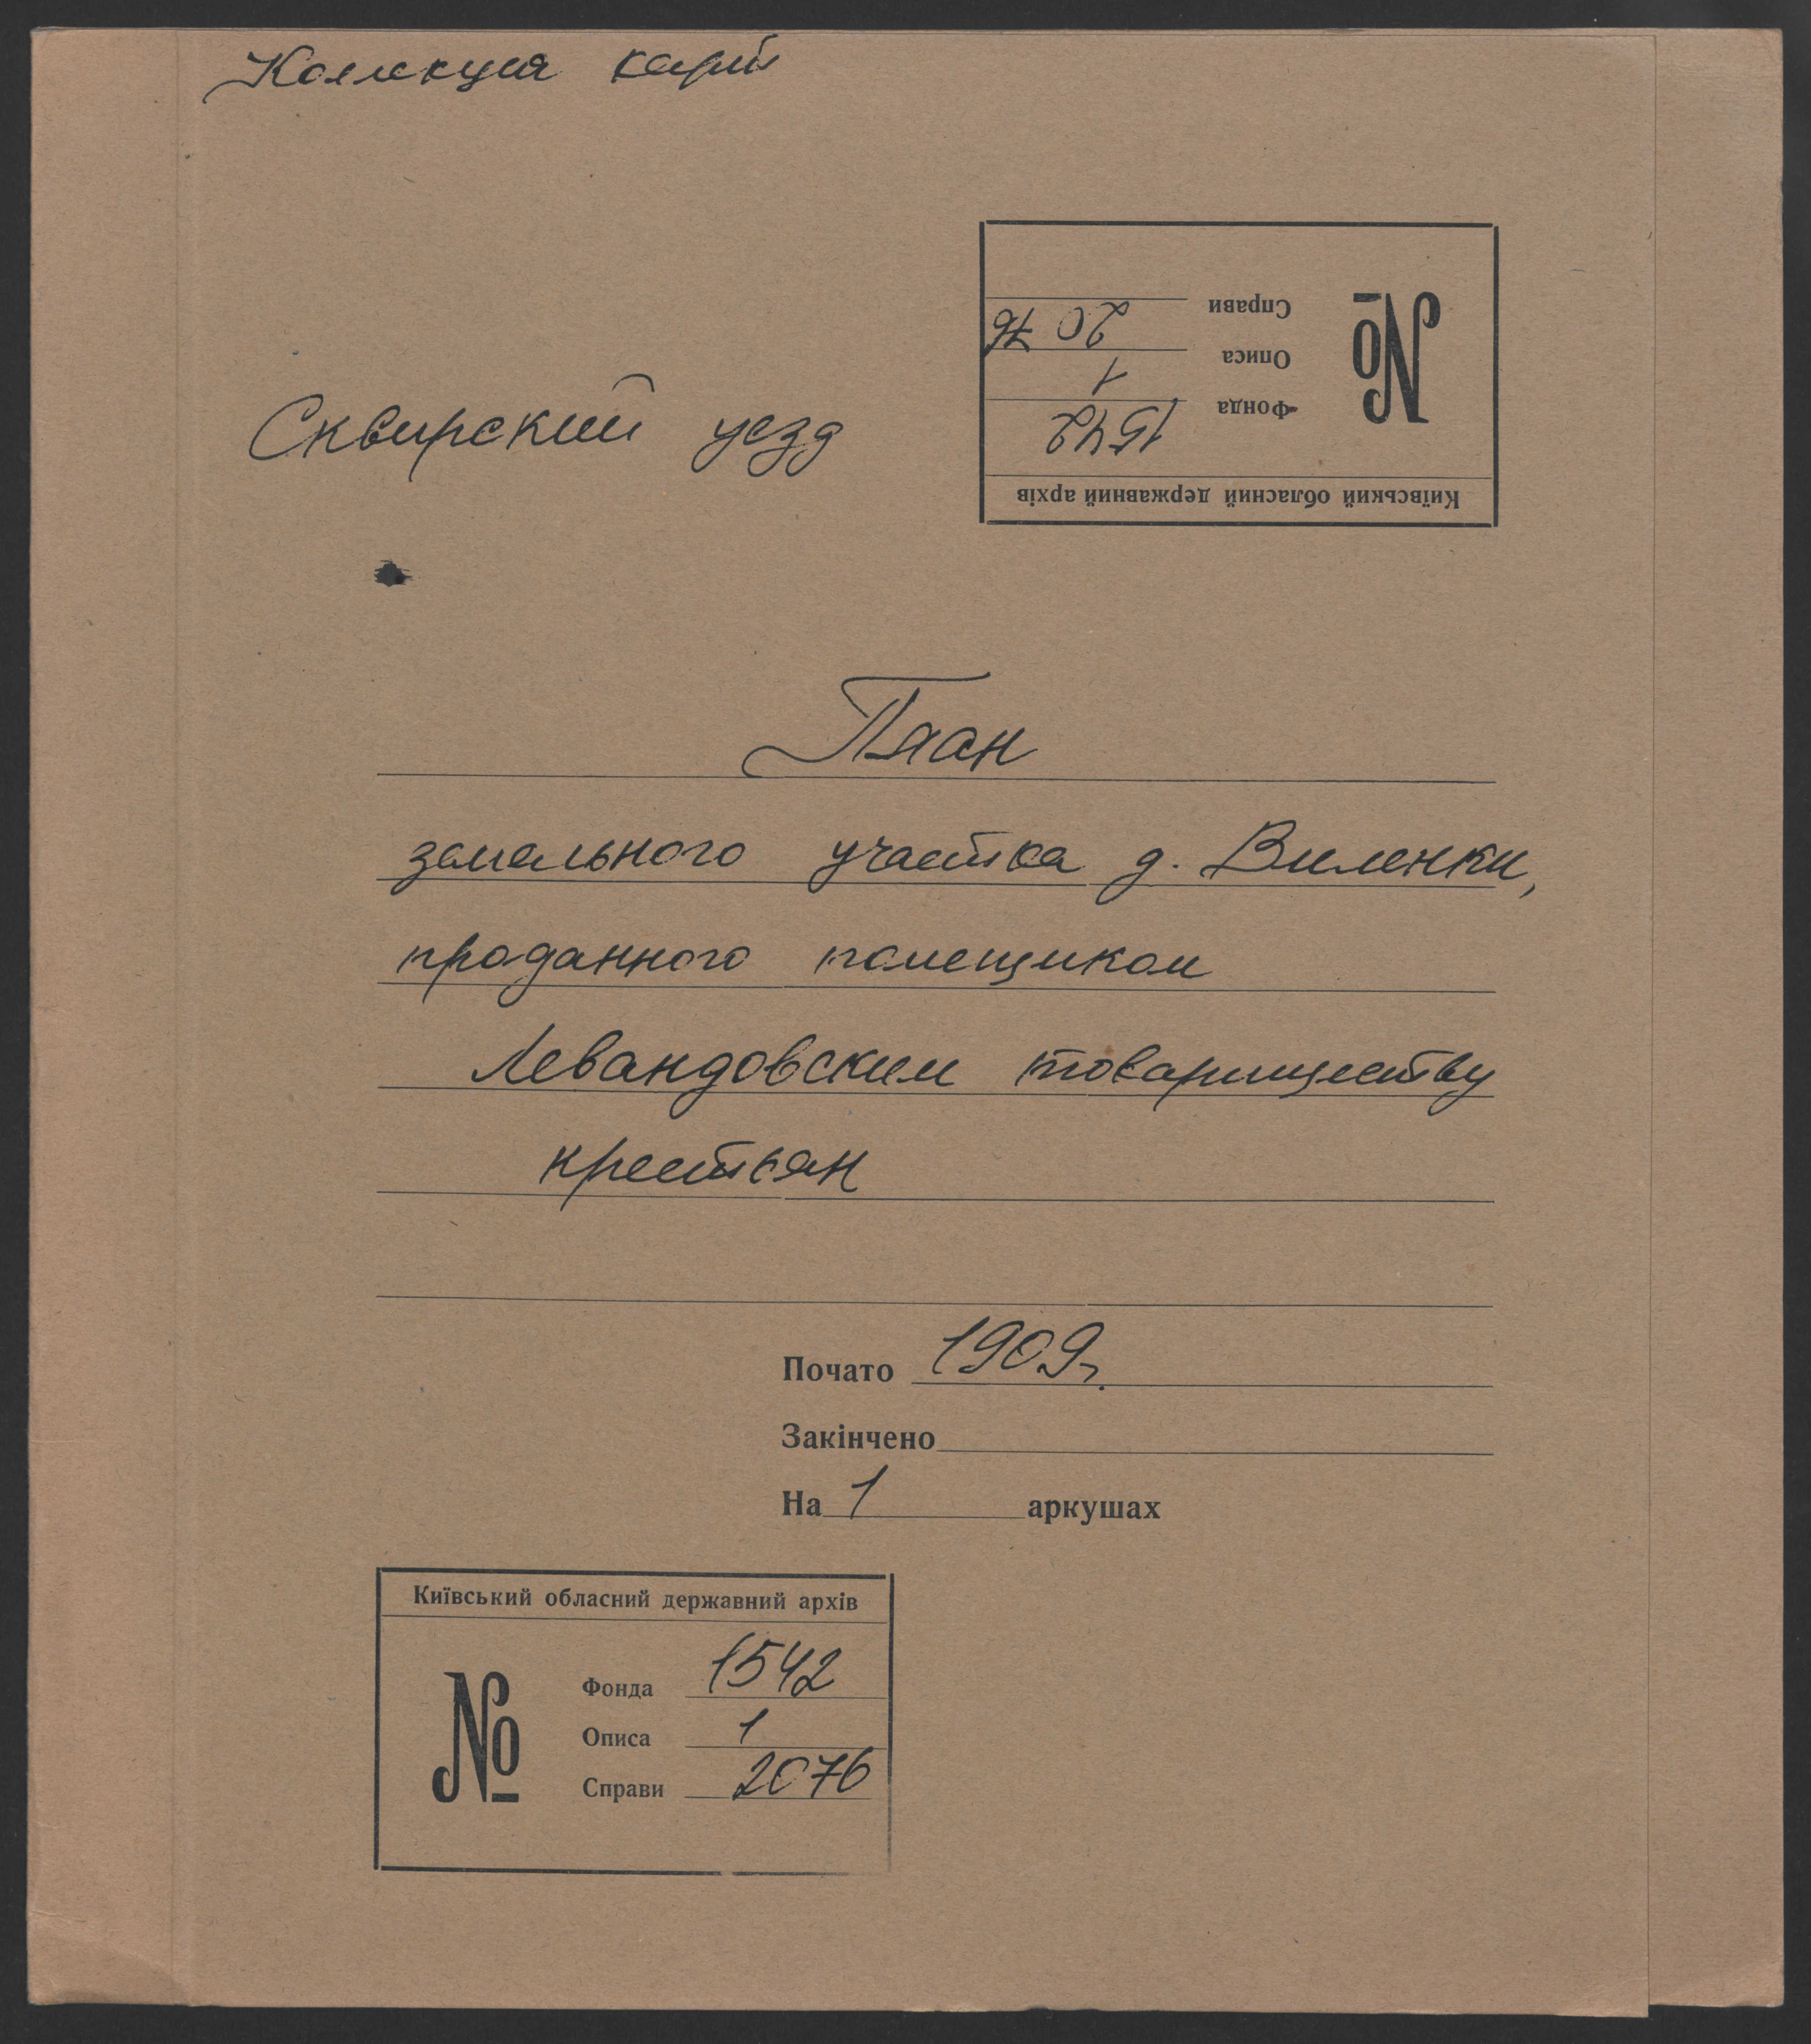 Коллекция карт
Справи 2076
Описа 1
Фонда 1542
№
Київський обласний державний архів
Сквирский уезд
План
земельного участка д. Виленки,
проданного помещиком
Левандовским товариществу
крестьян
Почато 1909 г.
Закінчено
На 1 аркушах
Київський обласний державний архів
№
Фонда 1542
Описа 1
Справи 2076